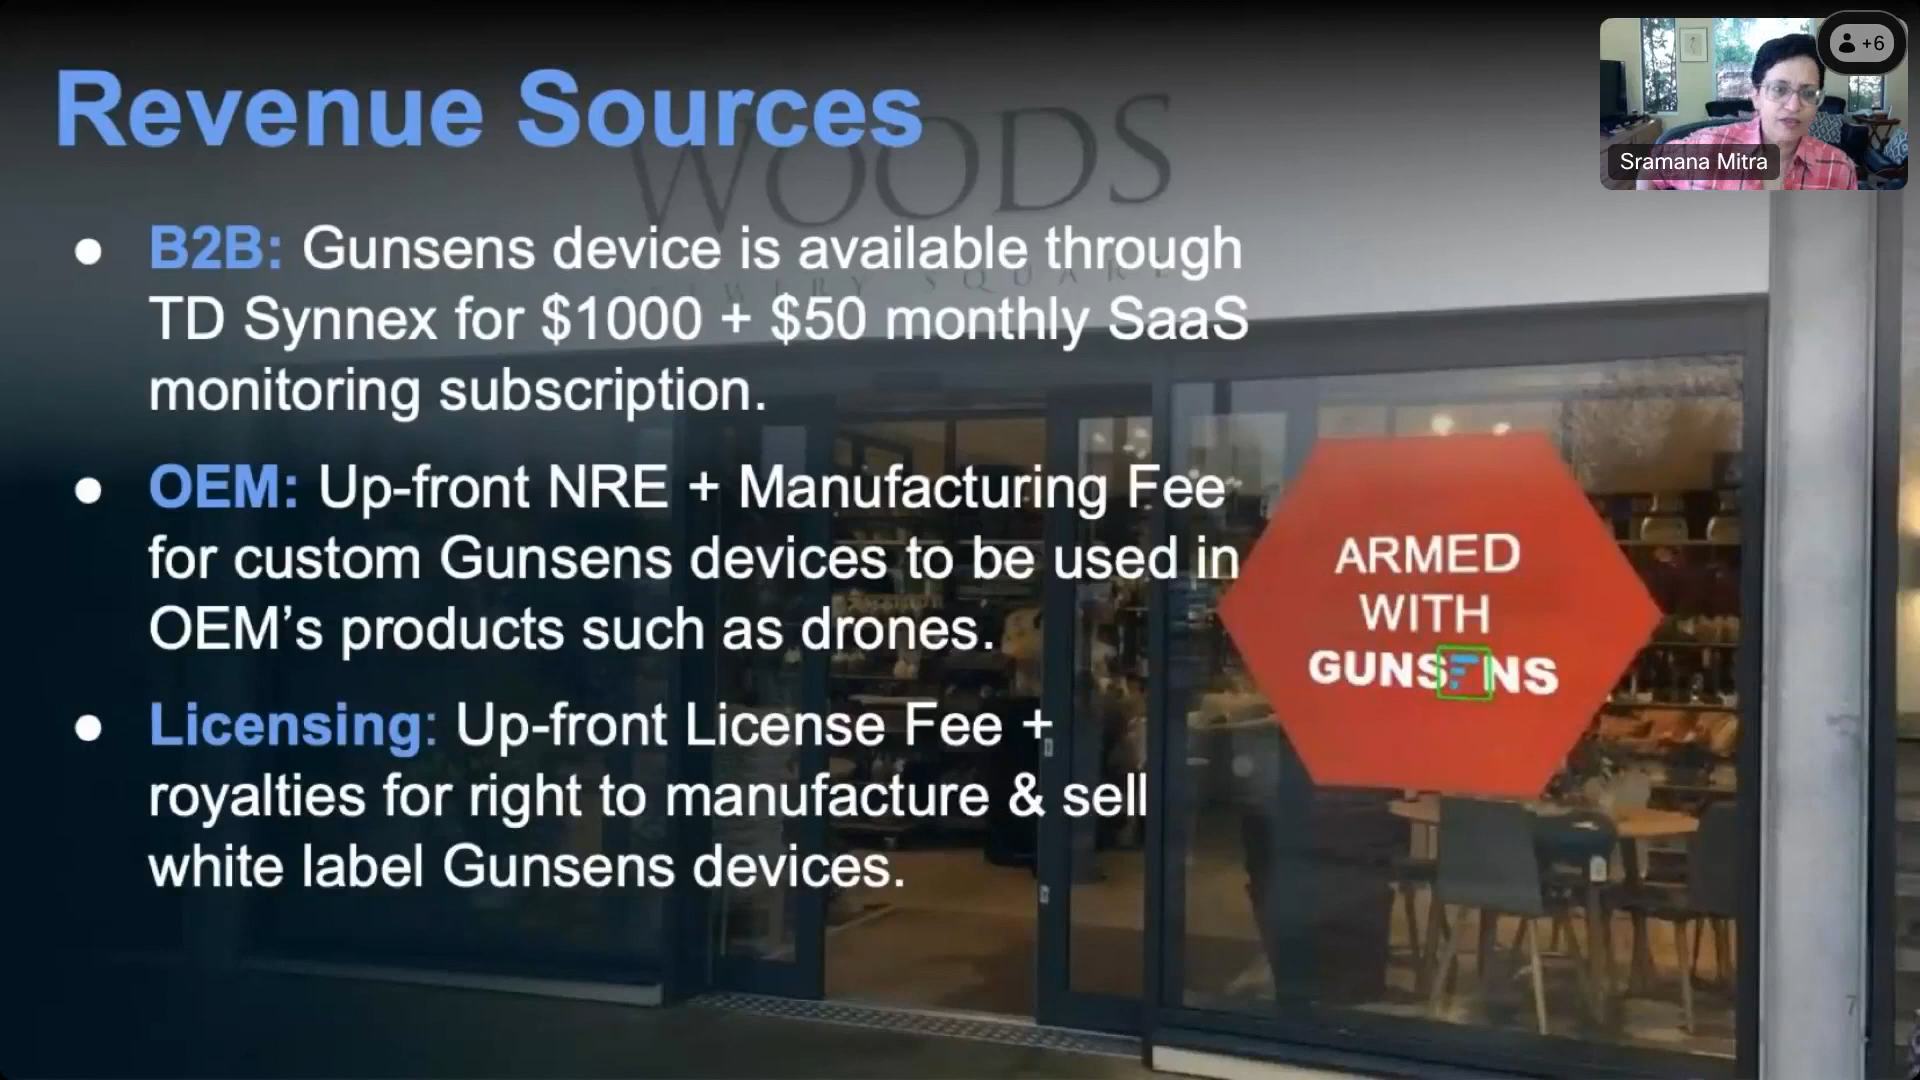 Revenue Sources
WOODS
+6
Sramana Mitra
● B2B: Gunsens device is available through
TD Synnex for $1000 + $50 monthly SaaS
monitoring subscription.
● OEM: Up-front NRE + Manufacturing Fee
for custom Gunsens devices to be used in
OEM’s products such as drones.
● Licensing: Up-front License Fee +
royalties for right to manufacture & sell
white label Gunsens devices.
ARMED
WITH
GUNSENS
7